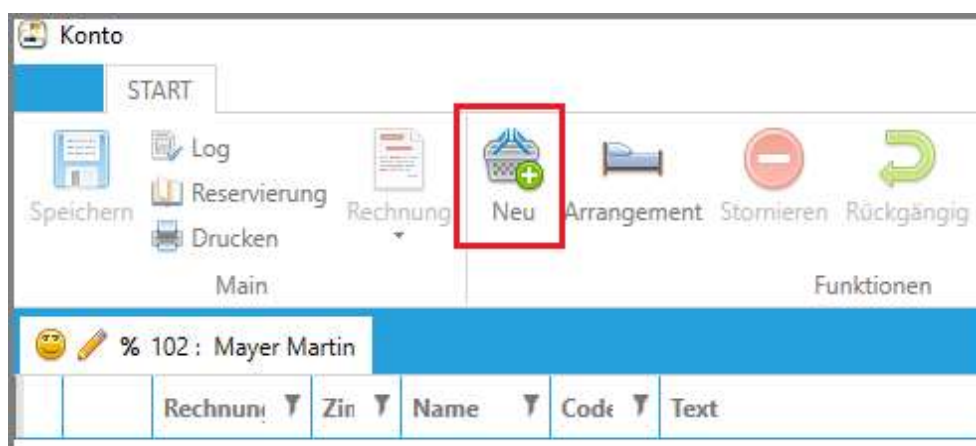 Konto
START
Speichern
Log
Reservierung
Drucken
Rechnung
Main
Neu
Arrangement
Stornieren
Rückgängig
Funktionen
% 102 : Mayer Martin
Rechnun Zin Name Code Text